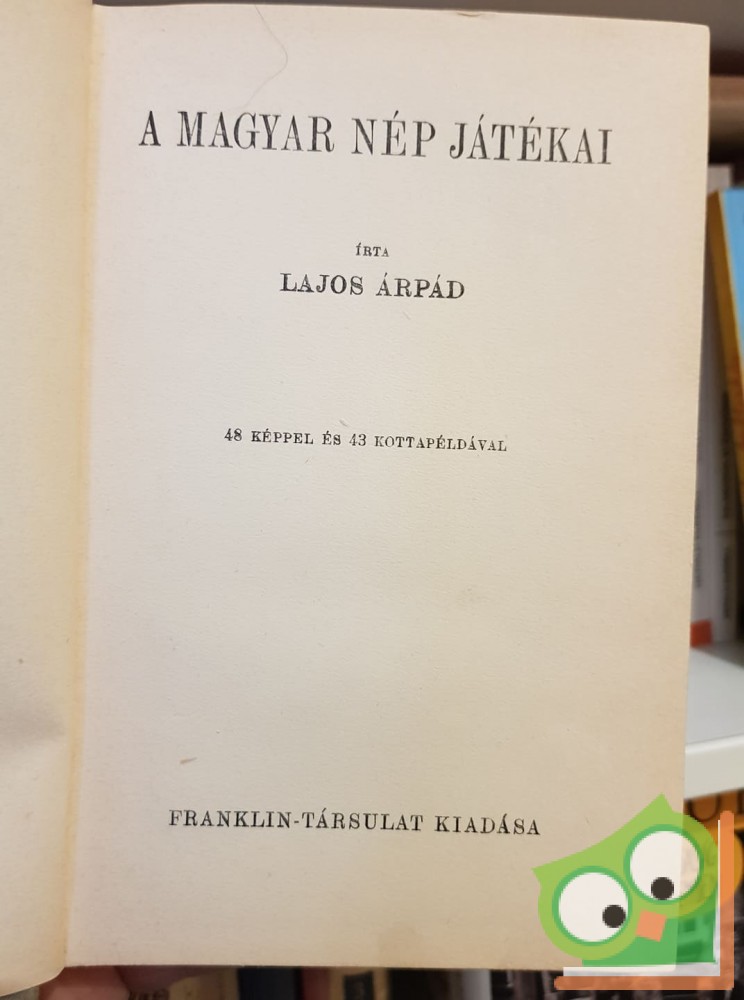 A MAGYAR NÉP JÁTÉKAI
ÍRTA
LAJOS ÁRPÁD
48 KÉPPEL ÉS 43 KOTTAPÉLDÁVAL
FRANKLIN-TÁRSULAT KIADÁSA